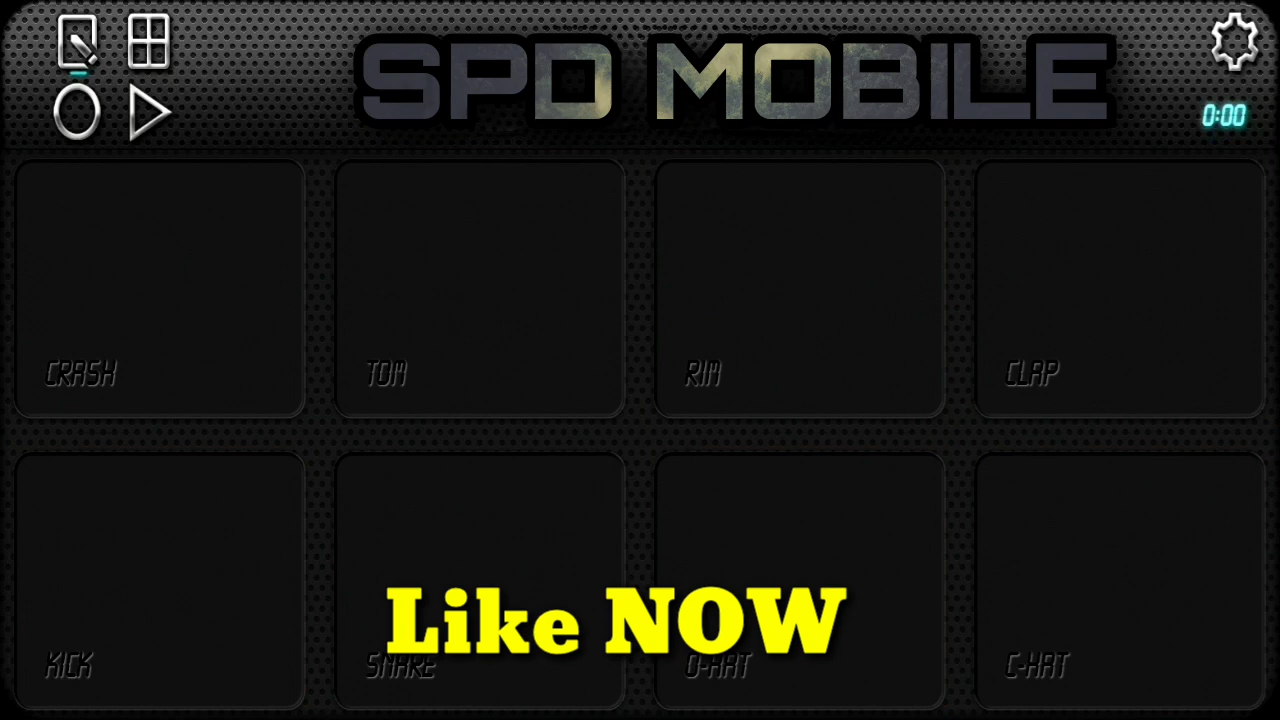 SPD MOBILE
0:00
CRASH
TOM
RIM
CLAP
Like NOW
KICK
SNARE
O-HAT
C-HAT